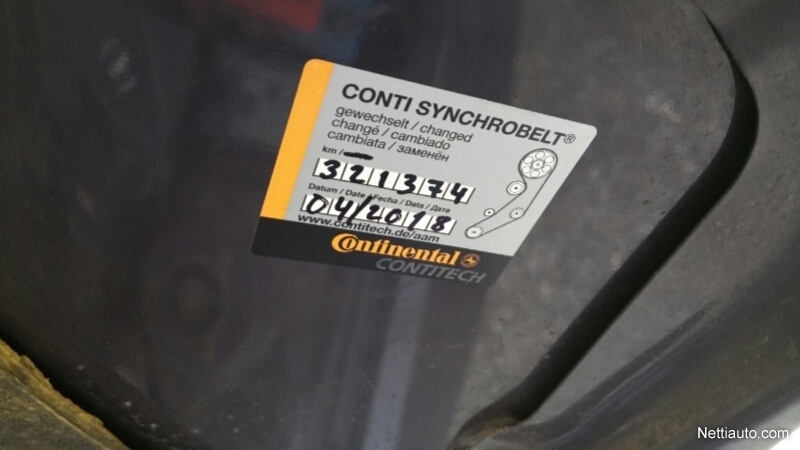 CONTI SYNCHROBELT®
gewechselt / changed
changé / cambiado
cambiata / заменён
km /
321374
Datum / Date / Fecha / Data / Дата
04/2018
www.contitech.de/aam
Continental
CONTITECH
Nettiauto.com